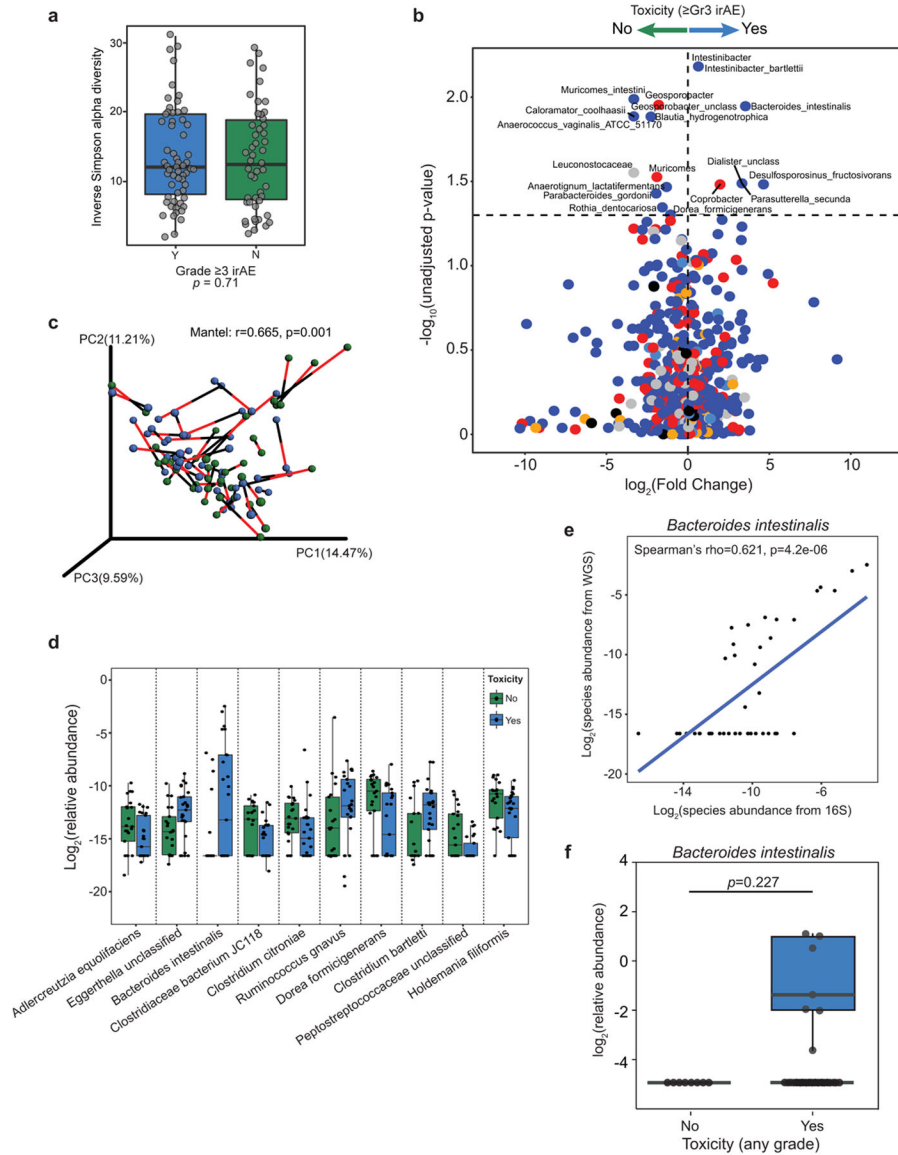 a
Inverse Simpson alpha diversity
30
20
10
Y
N
Grade ≥3 irAE
p = 0.71
b
Toxicity (≥Gr3 irAE)
No
Yes
-log10(unadjusted p-value)
2.0
1.5
1.0
0.5
0
Intestinibacter
Intestinibacter_bartlettii
Muricomes_intestini
Geosporobacter
Caloramator_coolhaasii
Geosporobacter_unclass
Bacteroides_intestinalis
Anaerococcus_vaginalis_ATCC_51170
Blautia_hydrogenotrophica
Leuconostocaceae
Muricomes
Dialister_unclass
Desulfosporosinus_fructosivorans
Anaerotignum_lactatifermentans
Parabacteroides_gordonii
Coprobacter
Parasutterella_secunda
Rothia_dentocariosa
Dorea_formicigenerans
-10
-5
0
5
10
log2(Fold Change)
c
Mantel: r=0.665, p=0.001
PC2(11.21%)
PC1(14.47%)
PC3(9.59%)
d
Log2(relative abundance)
0
-5
-10
-15
-20
Toxicity
No
Yes
Adlercreutzia equolifaciens
Eggerthella unclassified
Bacteroides intestinalis
Clostridiaceae bacterium JC118
Clostridium citroniae
Ruminococcus gnavus
Dorea formicigenerans
Clostridium bartletti
Peptostreptococcaceae unclassified
Holdemania filiformis
e
Bacteroides intestinalis
Spearman's rho=0.621, p=4.2e-06
Log2(species abundance from WGS)
-5
-10
-15
-20
-14
-10
-6
Log2(species abundance from 16S)
f
Bacteroides intestinalis
p=0.227
log2(relative abundance)
4
2
0
-2
-4
No
Yes
Toxicity (any grade)